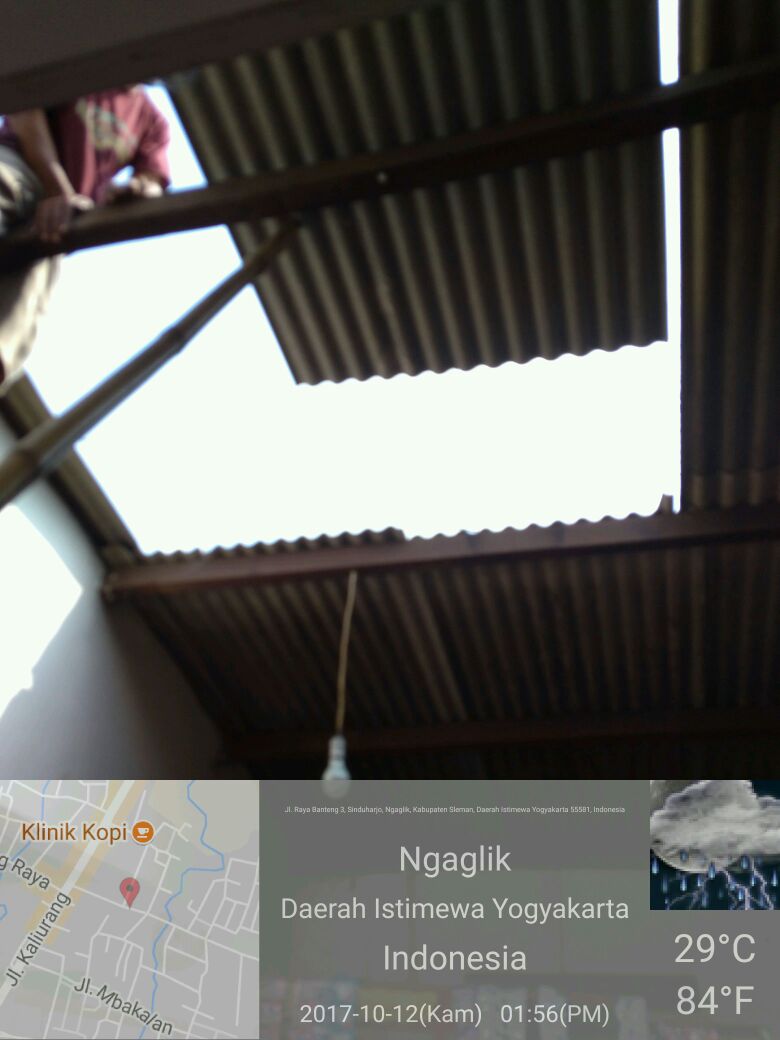 Klinik Kopi
g Raya
Jl. Kaliurang
Jl. Mbakalan
Jl. Raya Banteng 3, Sinduharjo, Ngaglik, Kabupaten Sleman, Daerah Istimewa Yogyakarta 55581, Indonesia
Ngaglik
Daerah Istimewa Yogyakarta
Indonesia
2017-10-12(Kam) 01:56(PM)
29°C
84°F